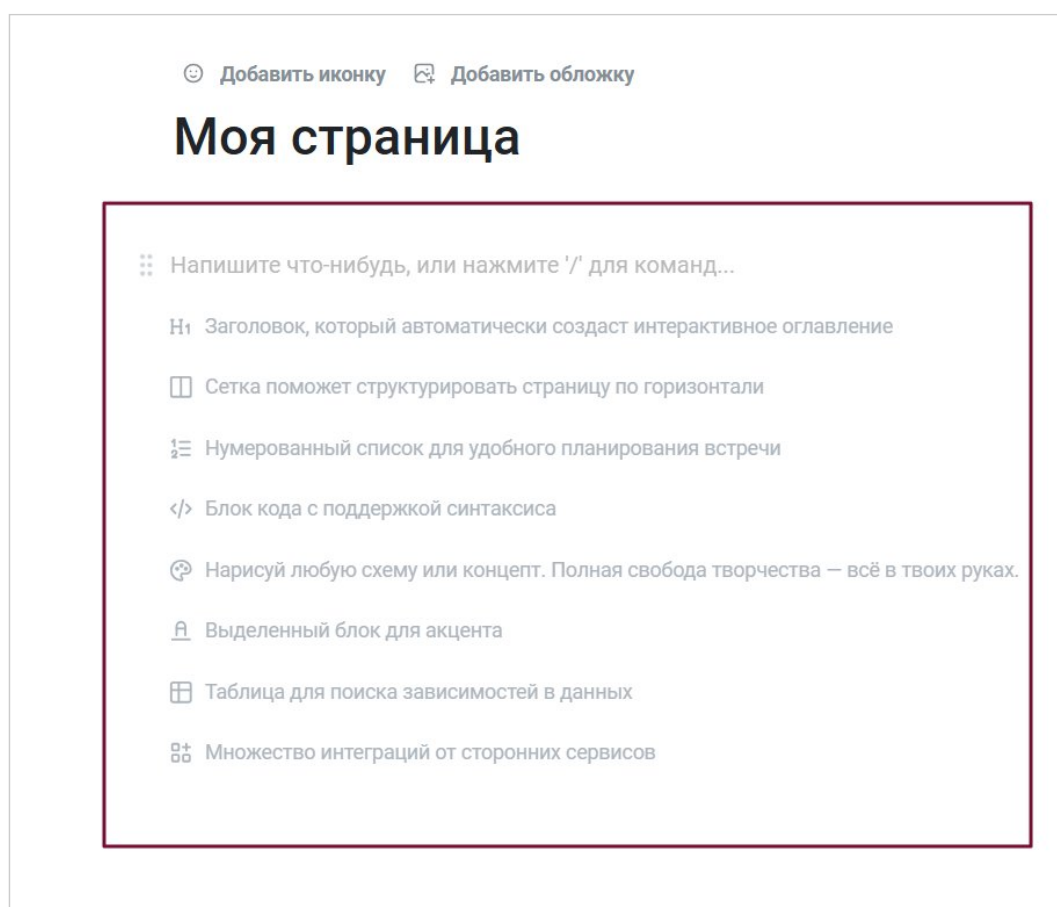 Добавить иконку Добавить обложку
Моя страница
Напишите что-нибудь, или нажмите '/' для команд...
H1 Заголовок, который автоматически создаст интерактивное оглавление
Сетка поможет структурировать страницу по горизонтали
Нумерованный список для удобного планирования встречи
Блок кода с поддержкой синтаксиса
Нарисуй любую схему или концепт. Полная свобода творчества — всё в твоих руках.
Выделенный блок для акцента
Таблица для поиска зависимостей в данных
Множество интеграций от сторонних сервисов